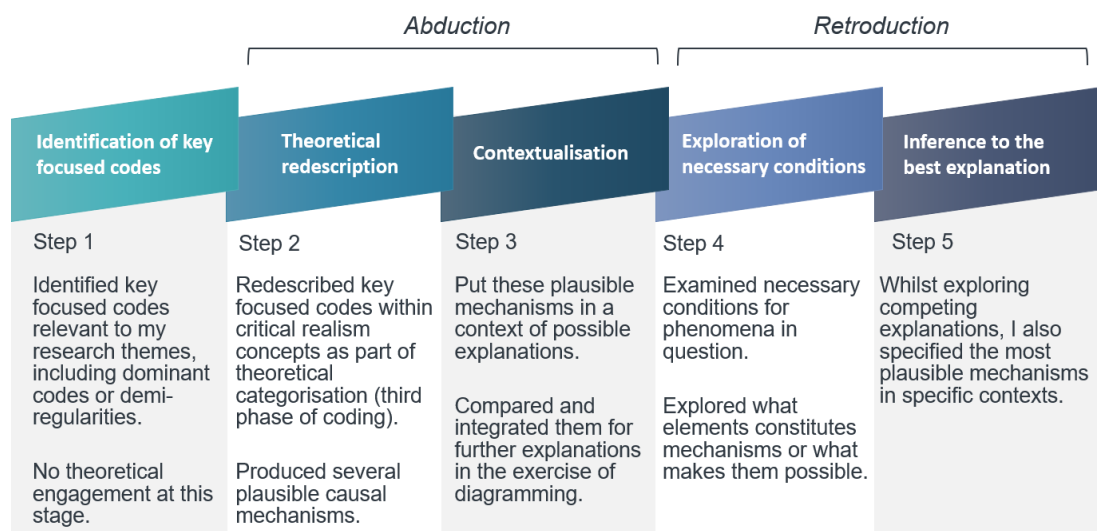 Abduction
Retroduction
Identification of key
focused codes
Theoretical
redescription
Contextualisation
Exploration of
necessary conditions
Inference to the
best explanation
Step 1
Identified key
focused codes
relevant to my
research themes,
including dominant
codes or demi-
regularities.
No theoretical
engagement at this
stage.
Step 2
Redescribed key
focused codes within
critical realism
concepts as part of
theoretical
categorisation (third
phase of coding).
Produced several
plausible causal
mechanisms.
Step 3
Put these plausible
mechanisms in a
context of possible
explanations.
Compared and
integrated them for
further explanations
in the exercise of
diagramming.
Step 4
Examined necessary
conditions for
phenomena in
question.
Explored what
elements constitutes
mechanisms or what
makes them possible.
Step 5
Whilst exploring
competing
explanations, I also
specified the most
plausible mechanisms
in specific contexts.